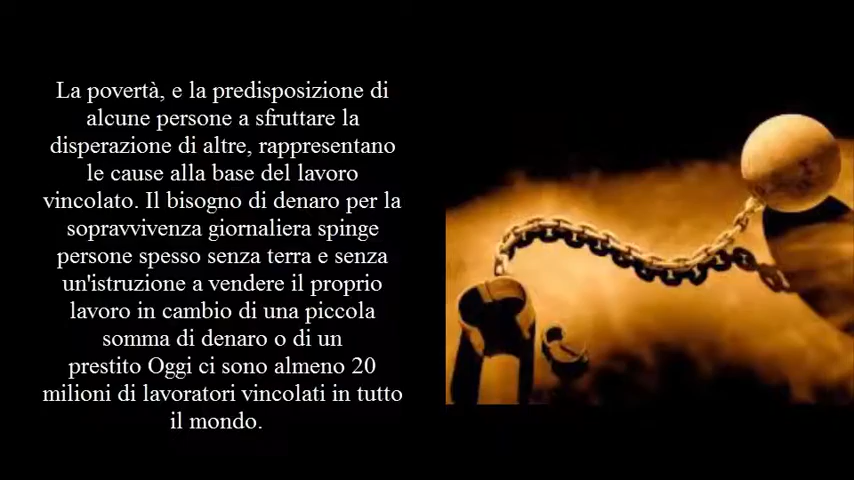 La povertà, e la predisposizione di
alcune persone a sfruttare la
disperazione di altre, rappresentano
le cause alla base del lavoro
vincolato. Il bisogno di denaro per la
sopravvivenza giornaliera spinge
persone spesso senza terra e senza
un'istruzione a vendere il proprio
lavoro in cambio di una piccola
somma di denaro o di un
prestito Oggi ci sono almeno 20
milioni di lavoratori vincolati in tutto
il mondo.